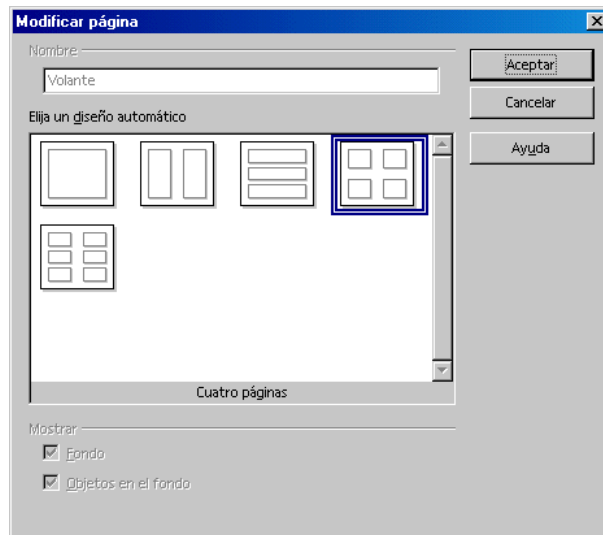 Modificar página
Nombre
Volante
Aceptar
Cancelar
Ayuda
Elija un diseño automático
Cuatro páginas
Mostrar
Fondo
Objetos en el fondo